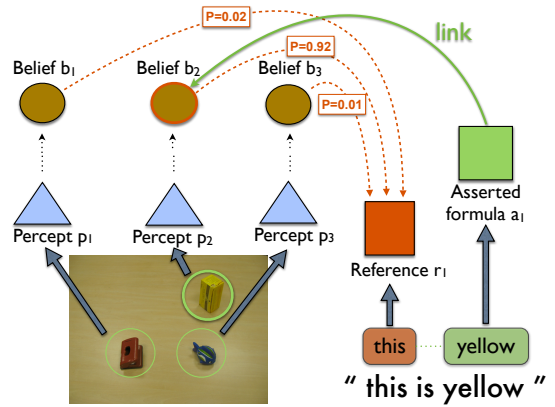 P=0.02
link
Belief b1
Belief b2
Belief b3
P=0.92
P=0.01
Percept p1
Percept p2
Percept p3
Asserted
formula a1
Reference r1
this
yellow
" this is yellow "